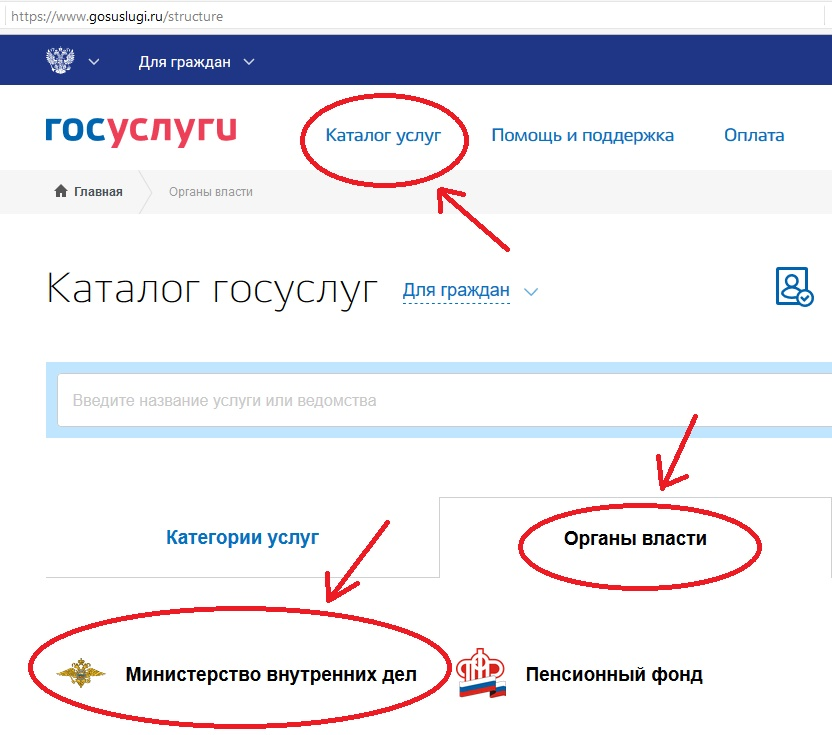 https://www.gosuslugi.ru/structure
Для граждан
госуслуги
Каталог услуг
Помощь и поддержка
Оплата
Главная
Органы власти
Каталог госуслуг
Для граждан
Введите название услуги или ведомства
Категории услуг
Органы власти
Министерство внутренних дел
Пенсионный фонд